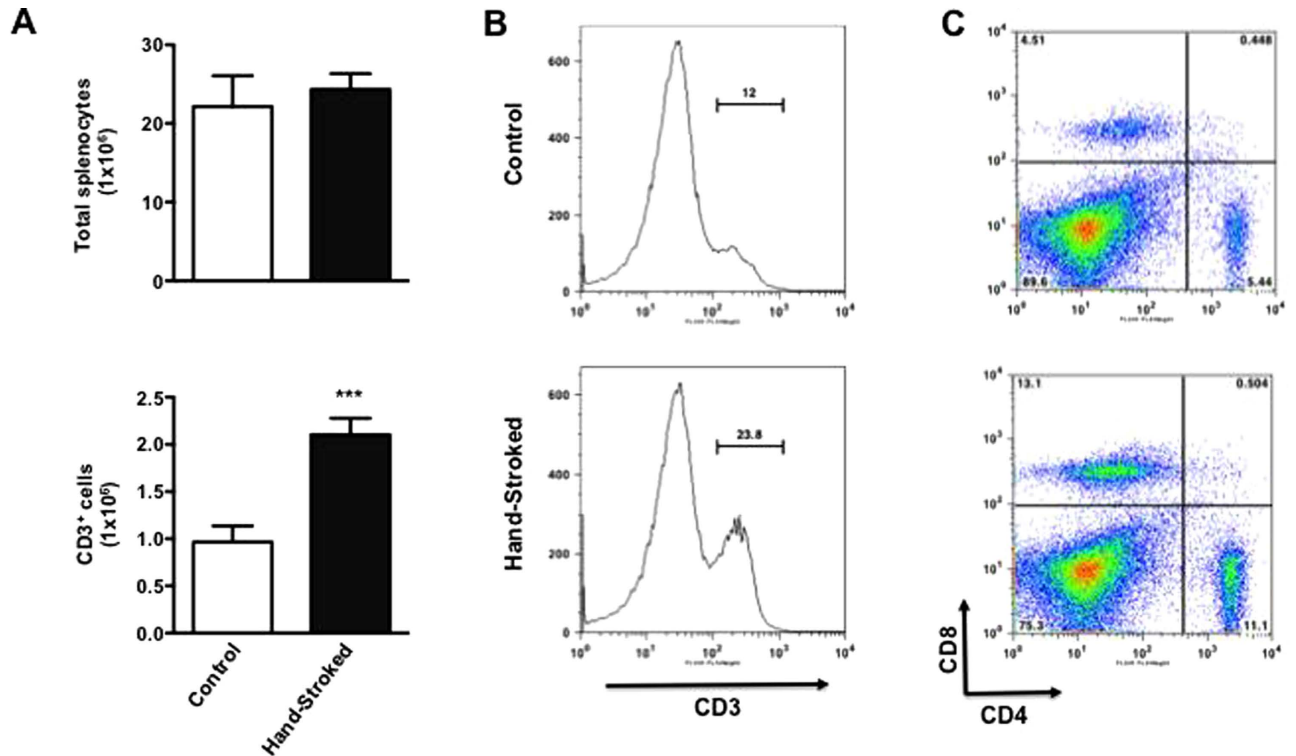 A
B
C
Total splenocytes
(1x10⁶)
30
20
10
0
CD3⁺ cells
(1x10⁶)
2.5
2.0
1.5
1.0
0.5
0.0
***
Control
Hand-Stroked
Control
600
400
200
0
12
10⁰ 10¹ 10² 10³ 10⁴
Hand-Stroked
600
400
200
0
23.8
10⁰ 10¹ 10² 10³ 10⁴
CD3
10⁴
10³
10²
10¹
10⁰
4.51 0.448
89.6 5.44
10⁰ 10¹ 10² 10³ 10⁴
10⁴
10³
10²
10¹
10⁰
13.1 0.504
75.3 11.1
10⁰ 10¹ 10² 10³ 10⁴
CD8
CD4